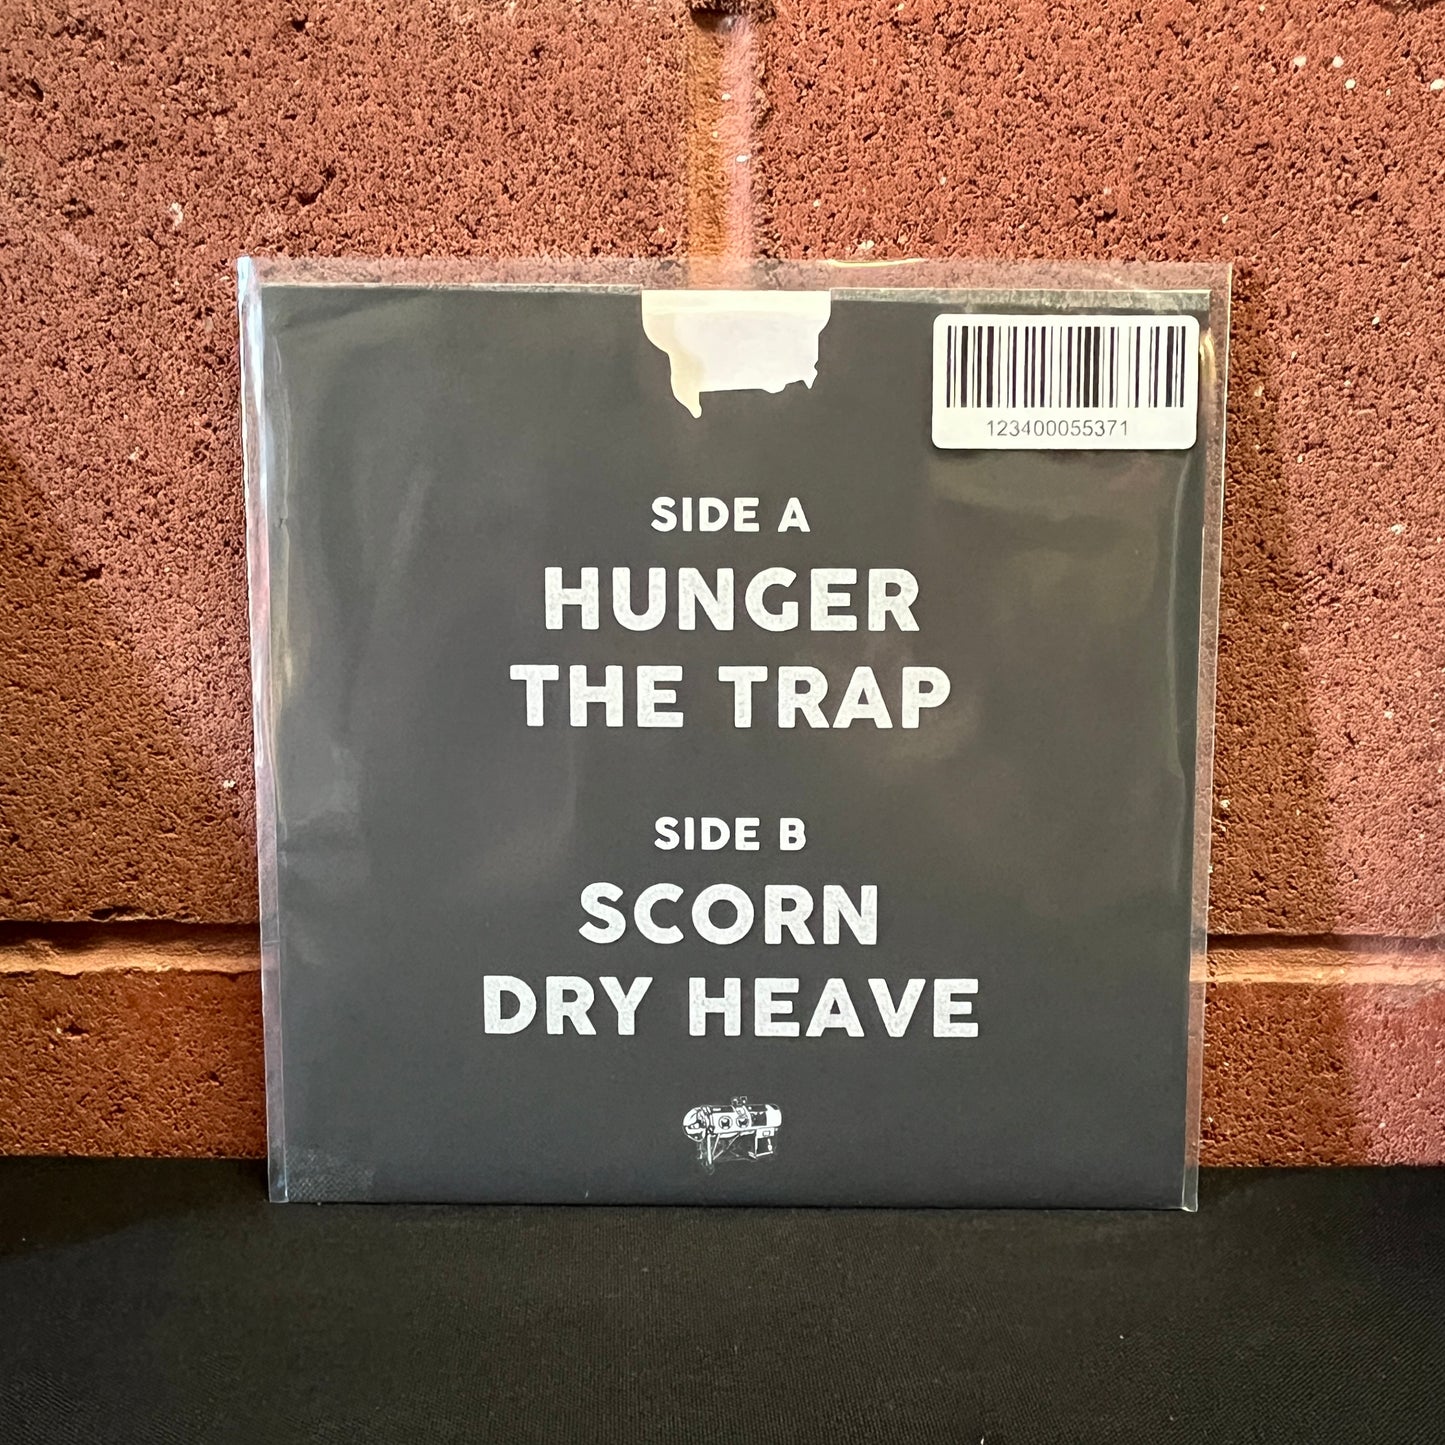 123400055371
SIDE A
HUNGER
THE TRAP
SIDE B
SCORN
DRY HEAVE